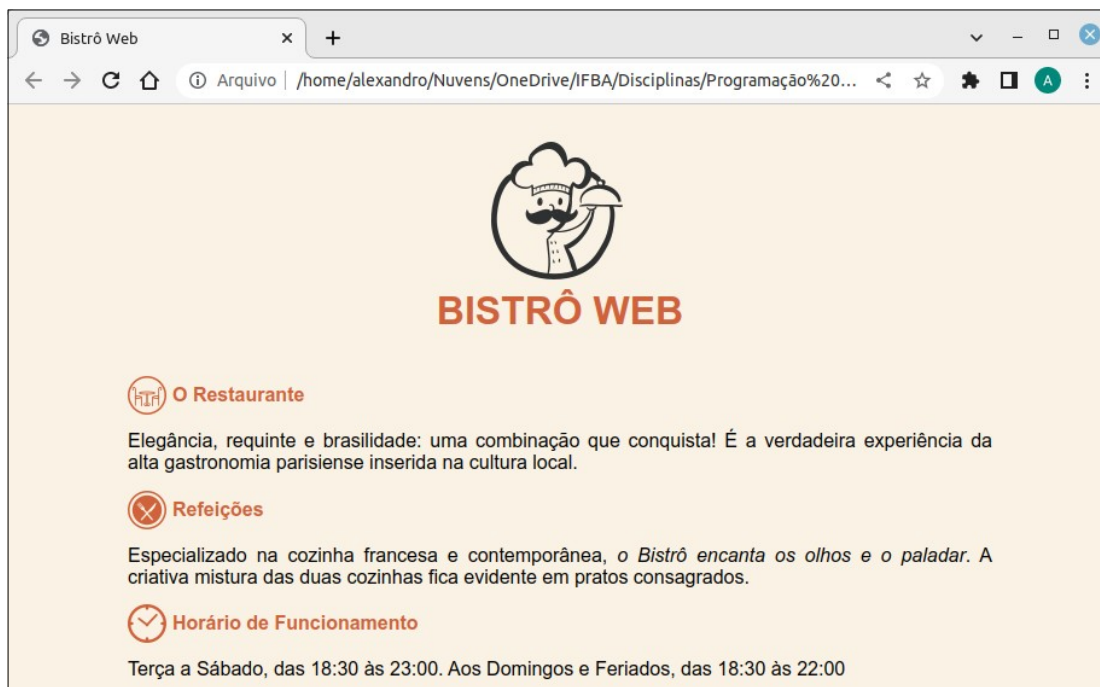 Bistrô Web
Arquivo /home/alexandro/Nuvens/OneDrive/IFBA/Disciplinas/Programação%20...
A
BISTRÔ WEB
O Restaurante
Elegância, requinte e brasilidade: uma combinação que conquista! É a verdadeira experiência da
alta gastronomia parisiense inserida na cultura local.
Refeições
Especializado na cozinha francesa e contemporânea, o Bistrô encanta os olhos e o paladar. A
criativa mistura das duas cozinhas fica evidente em pratos consagrados.
Horário de Funcionamento
Terça a Sábado, das 18:30 às 23:00. Aos Domingos e Feriados, das 18:30 às 22:00